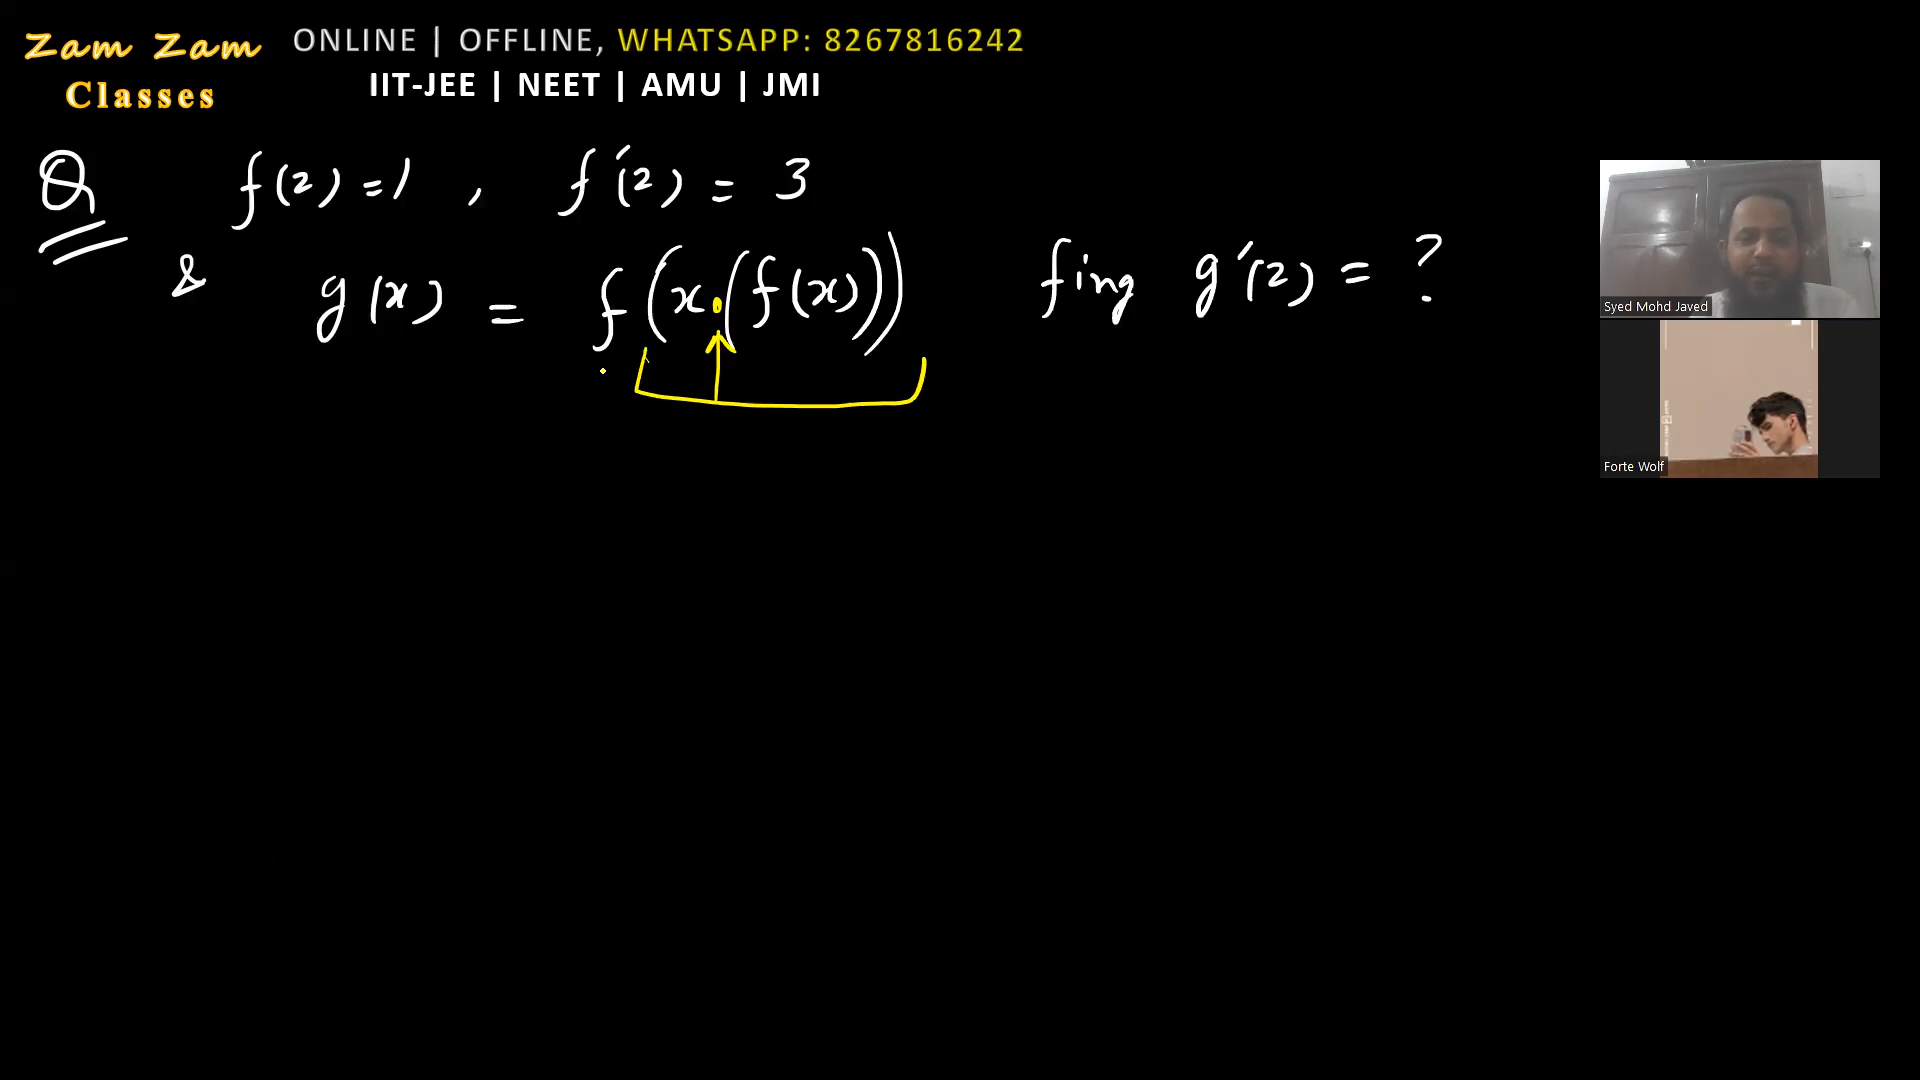 Zam Zam Classes
ONLINE | OFFLINE, WHATSAPP: 8267816242
IIT-JEE | NEET | AMU | JMI
Q f(2) = 1 , f′(2) = 3
& g(x) = f(x.(f(x))) fing g′(2) = ?
Syed Mohd Javed
Forte Wolf